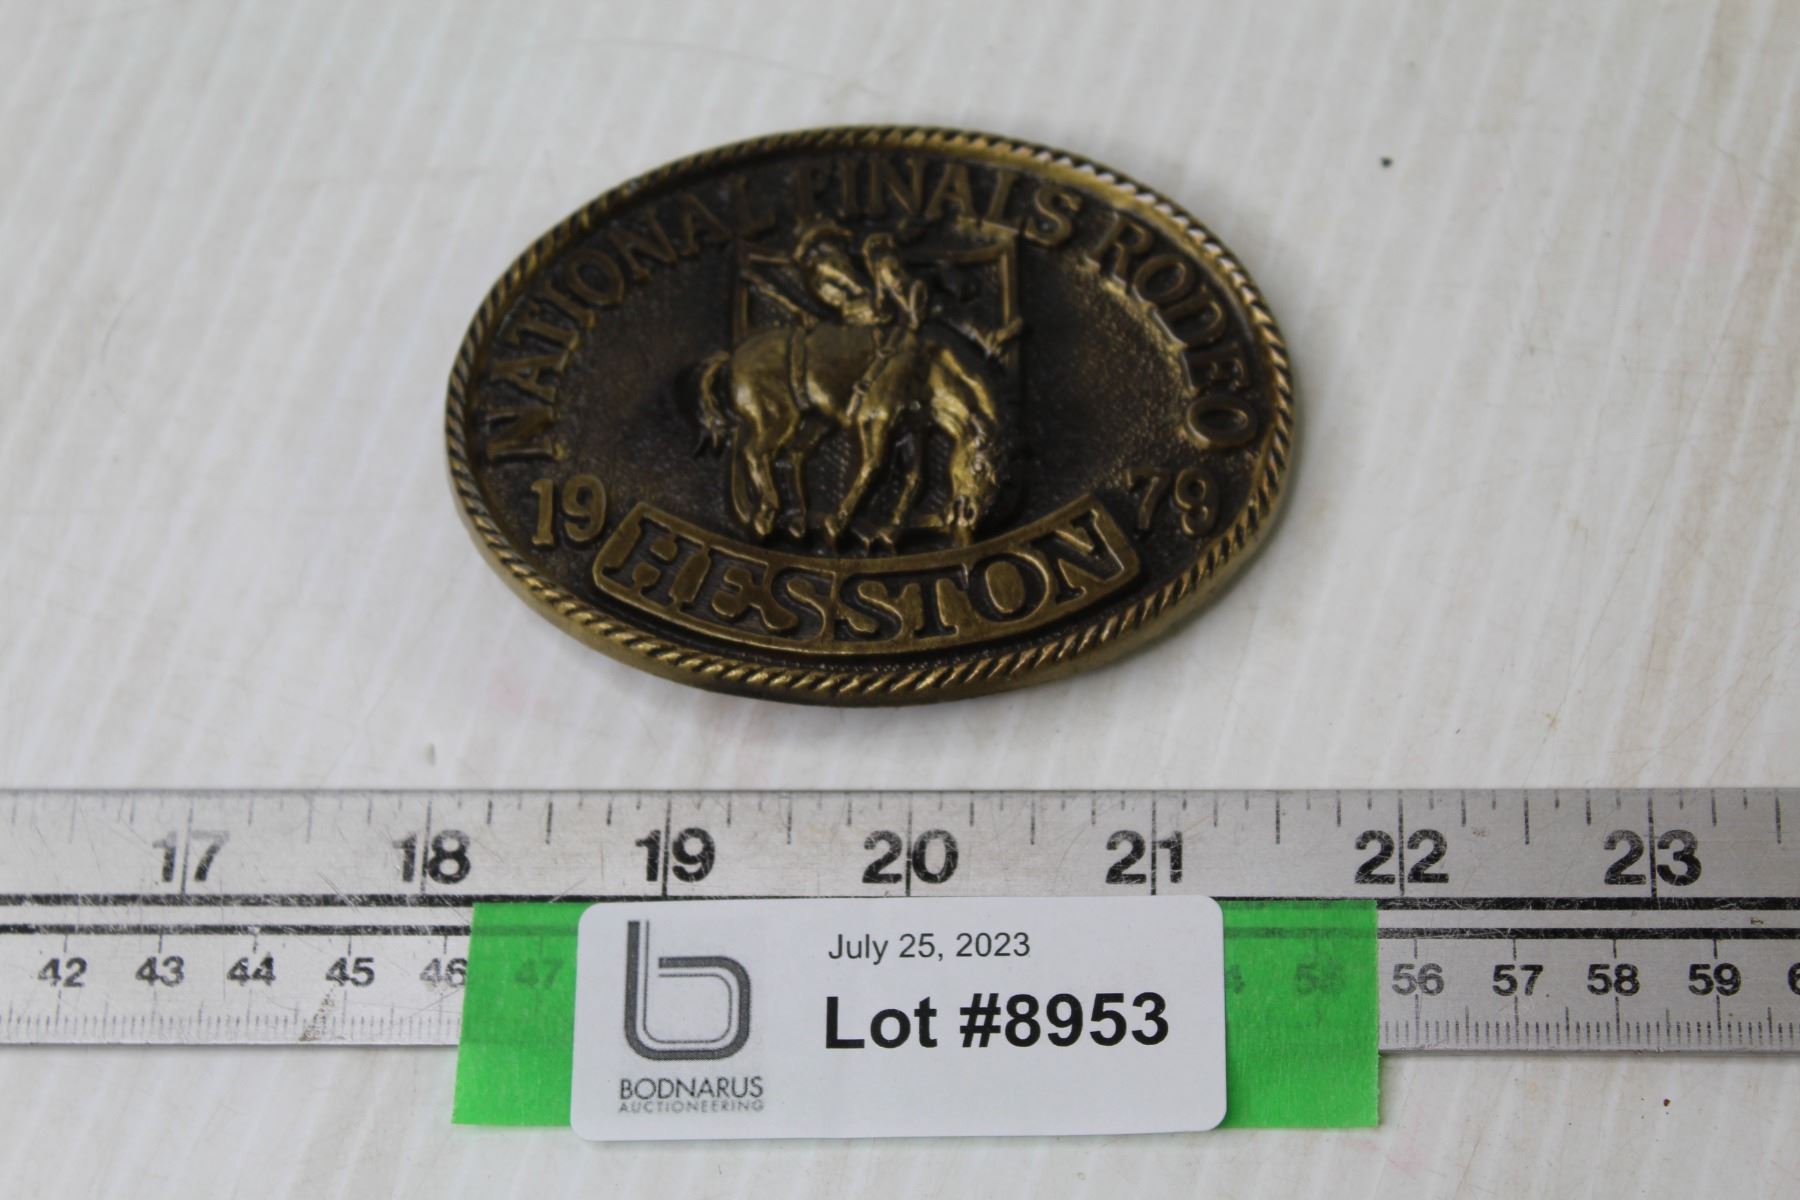 NATIONAL FINALS RODEO
19 78
HESSTON
17 18 19 20 21 22 23
42 43 44 45 46 47 56 57 58 59
July 25, 2023
Lot #8953
BODNARUS
AUCTIONEERING